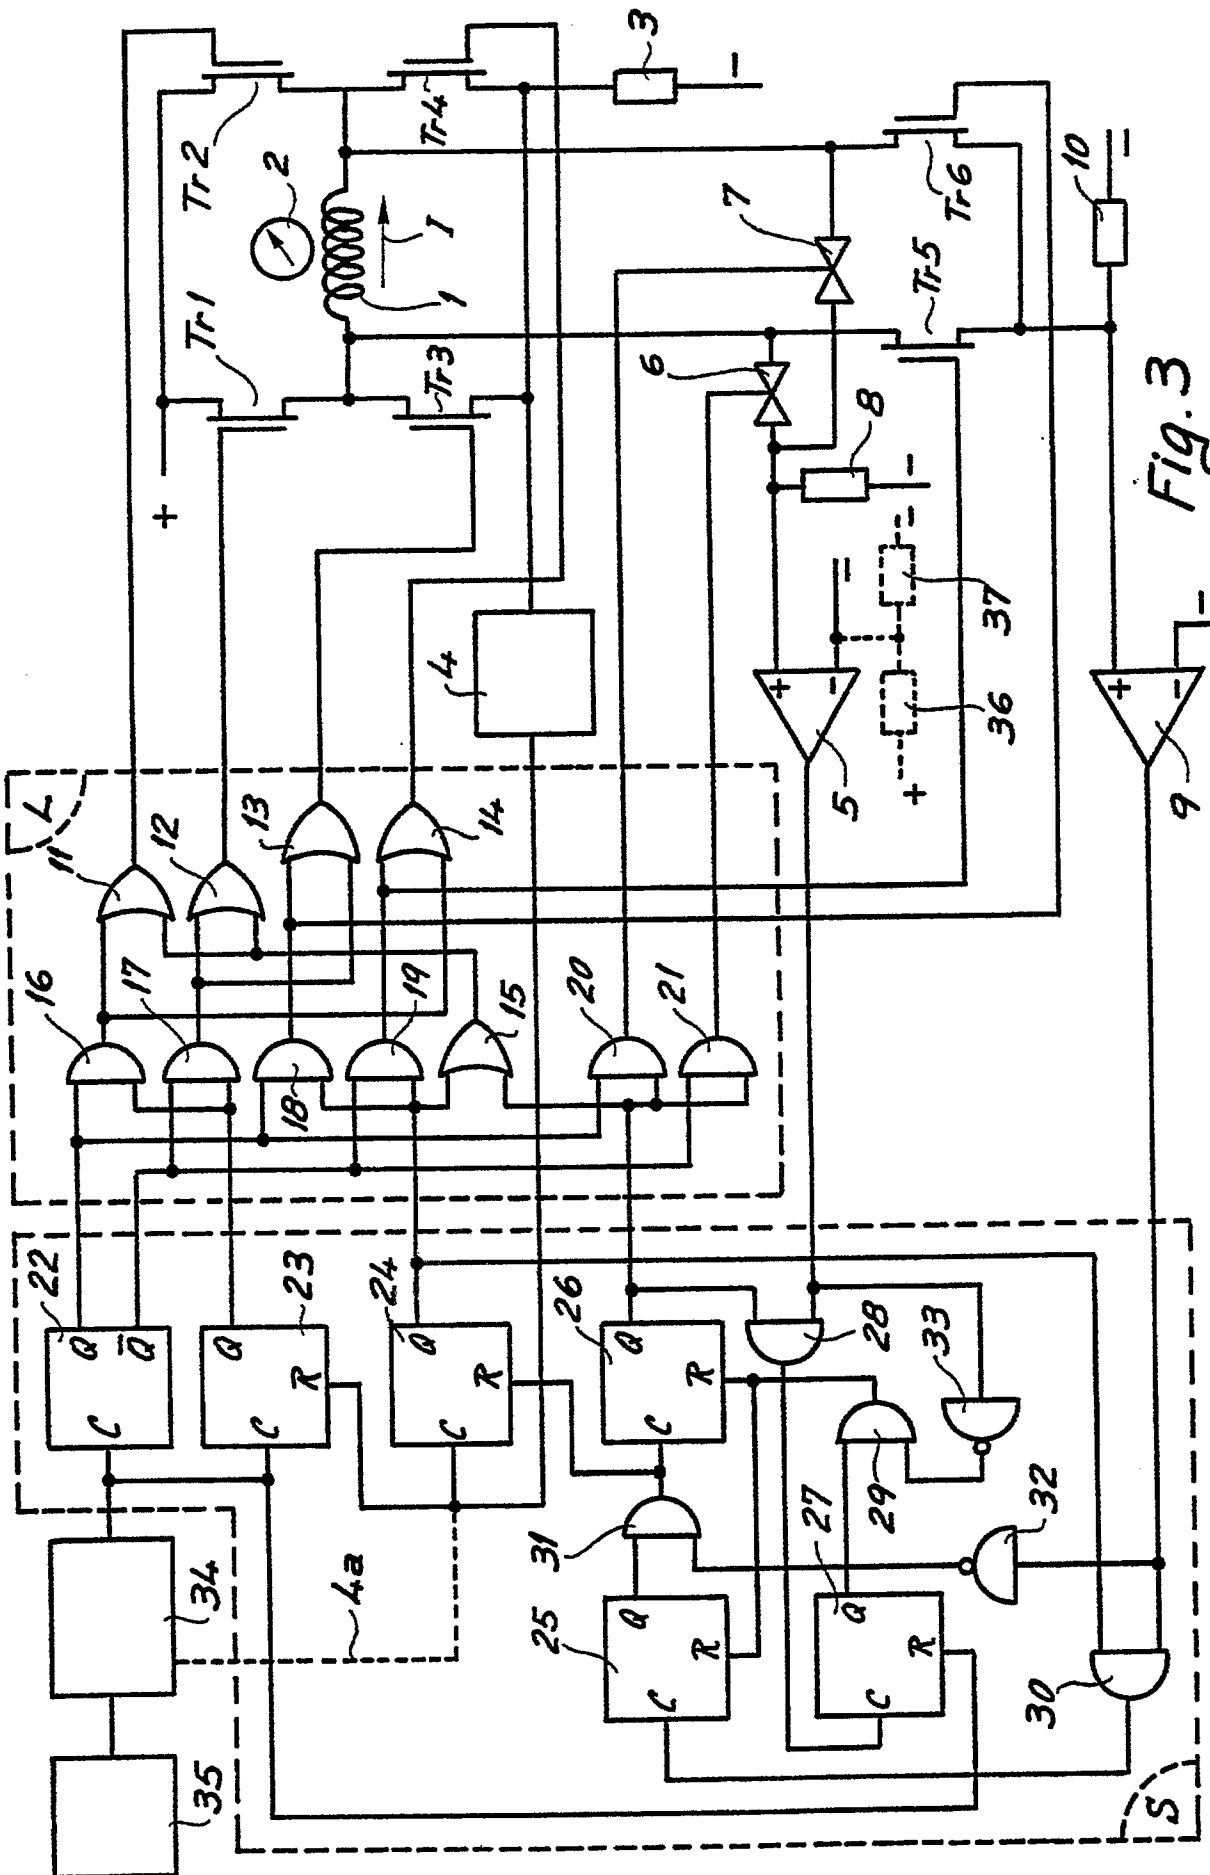 35
34
4a
S
22
Q
Q̅
C
23
Q
R
C
24
Q
R
C
26
Q
R
C
25
Q
R
C
27
Q
R
C
28
29
33
31
32
30
L
11
12
13
14
16
17
18
19
15
20
21
4
Tr1
Tr2
Tr3
Tr4
Tr5
Tr6
1
2
I
3
−
+
6
7
8
−
=
5
+
−
36
37
+
−
9
+
−
−
10
=
Fig. 3